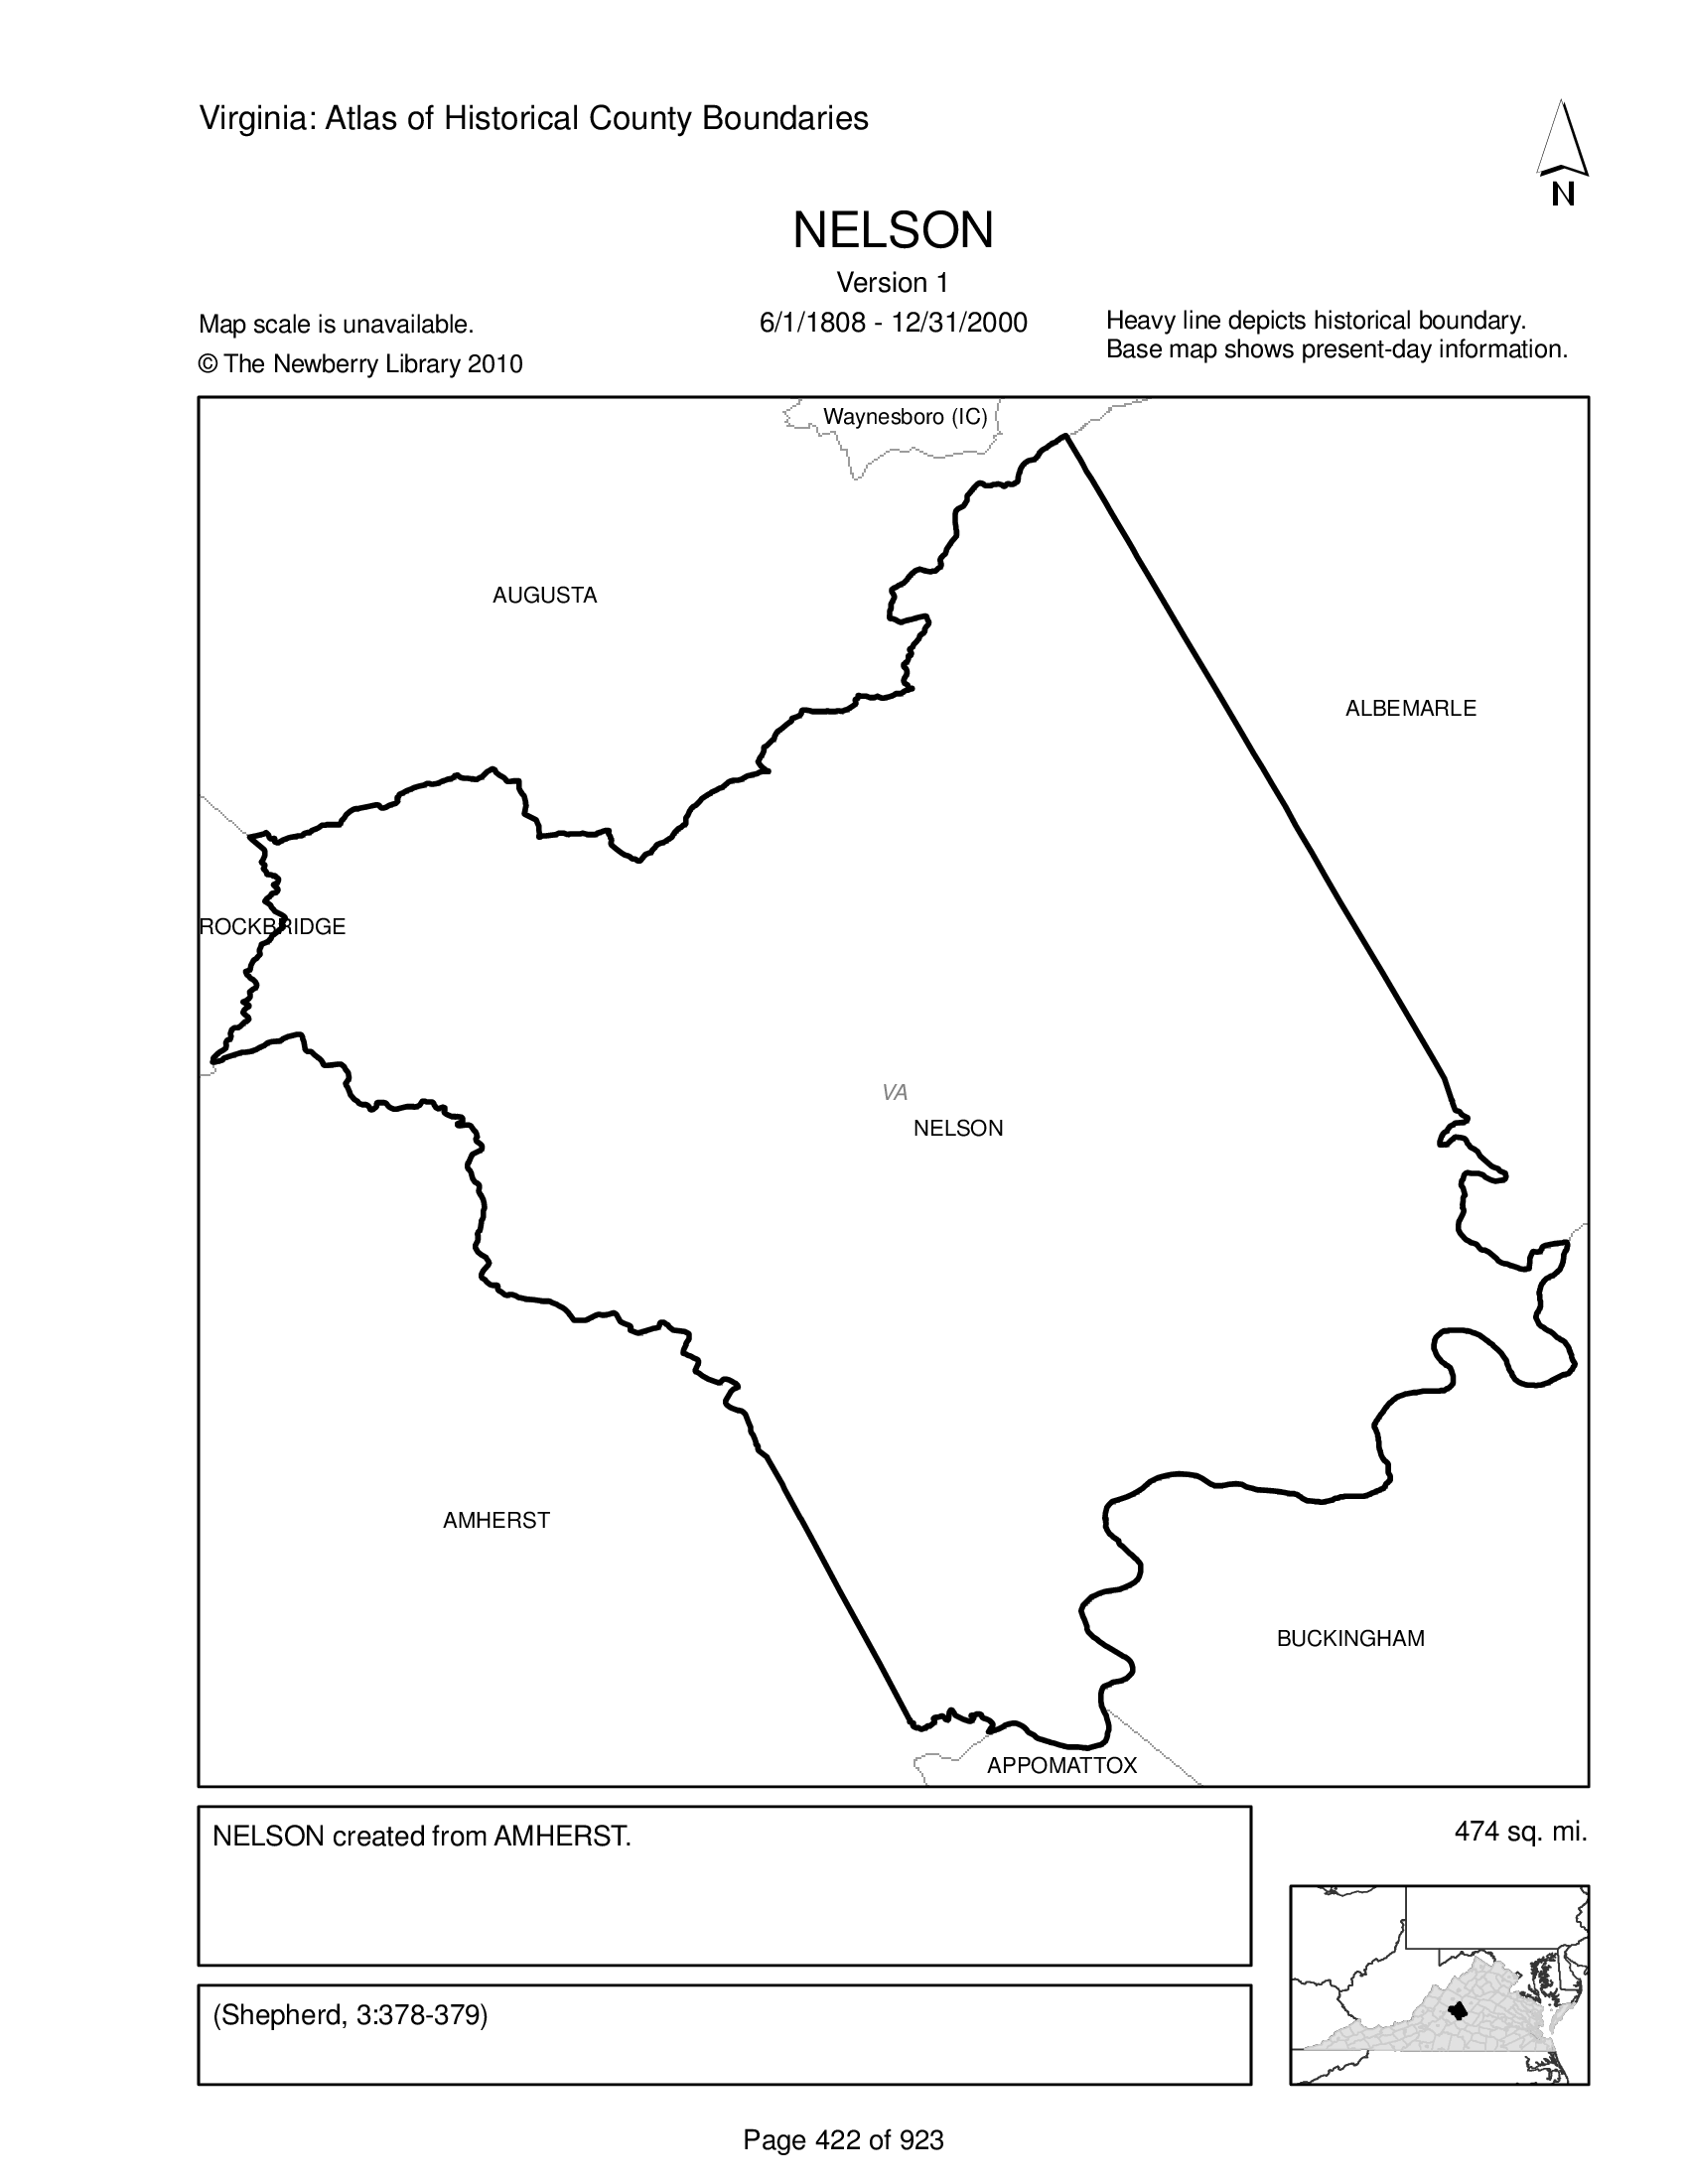 Virginia: Atlas of Historical County Boundaries
N
NELSON
Version 1
6/1/1808 - 12/31/2000
Map scale is unavailable.
© The Newberry Library 2010
Heavy line depicts historical boundary.
Base map shows present-day information.
Waynesboro (IC)
AUGUSTA
ALBEMARLE
ROCKBRIDGE
VA
NELSON
AMHERST
BUCKINGHAM
APPOMATTOX
NELSON created from AMHERST.
474 sq. mi.
(Shepherd, 3:378-379)
Page 422 of 923